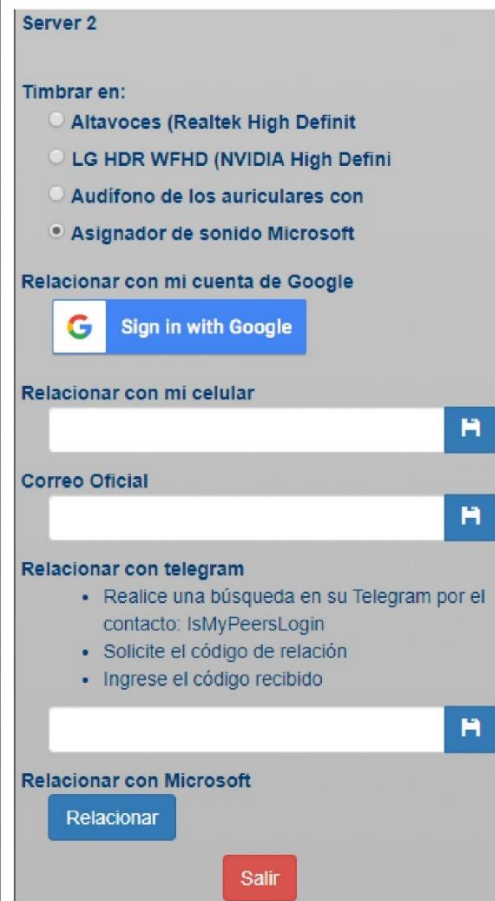 Server 2
Timbrar en:
Altavoces (Realtek High Definit
LG HDR WFHD (NVIDIA High Defini
Audífono de los auriculares con
Asignador de sonido Microsoft
Relacionar con mi cuenta de Google
Sign in with Google
Relacionar con mi celular
Correo Oficial
Relacionar con telegram
• Realice una búsqueda en su Telegram por el
contacto: IsMyPeersLogin
• Solicite el código de relación
• Ingrese el código recibido
Relacionar con Microsoft
Relacionar
Salir